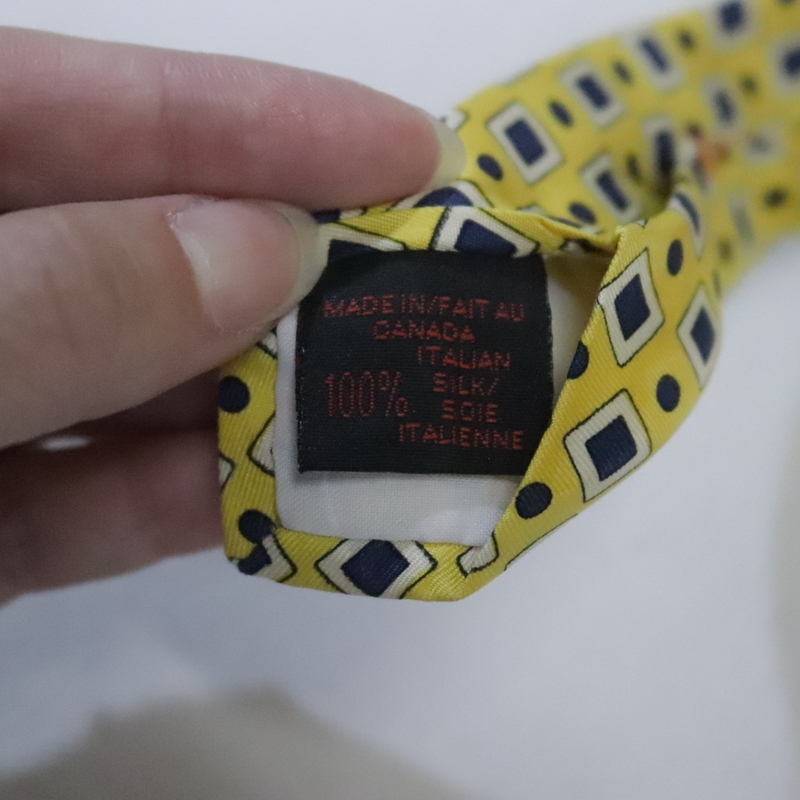 MADE IN/FAIT AU
CANADA
ITALIAN
100% SILK/
SOIE
ITALIENNE